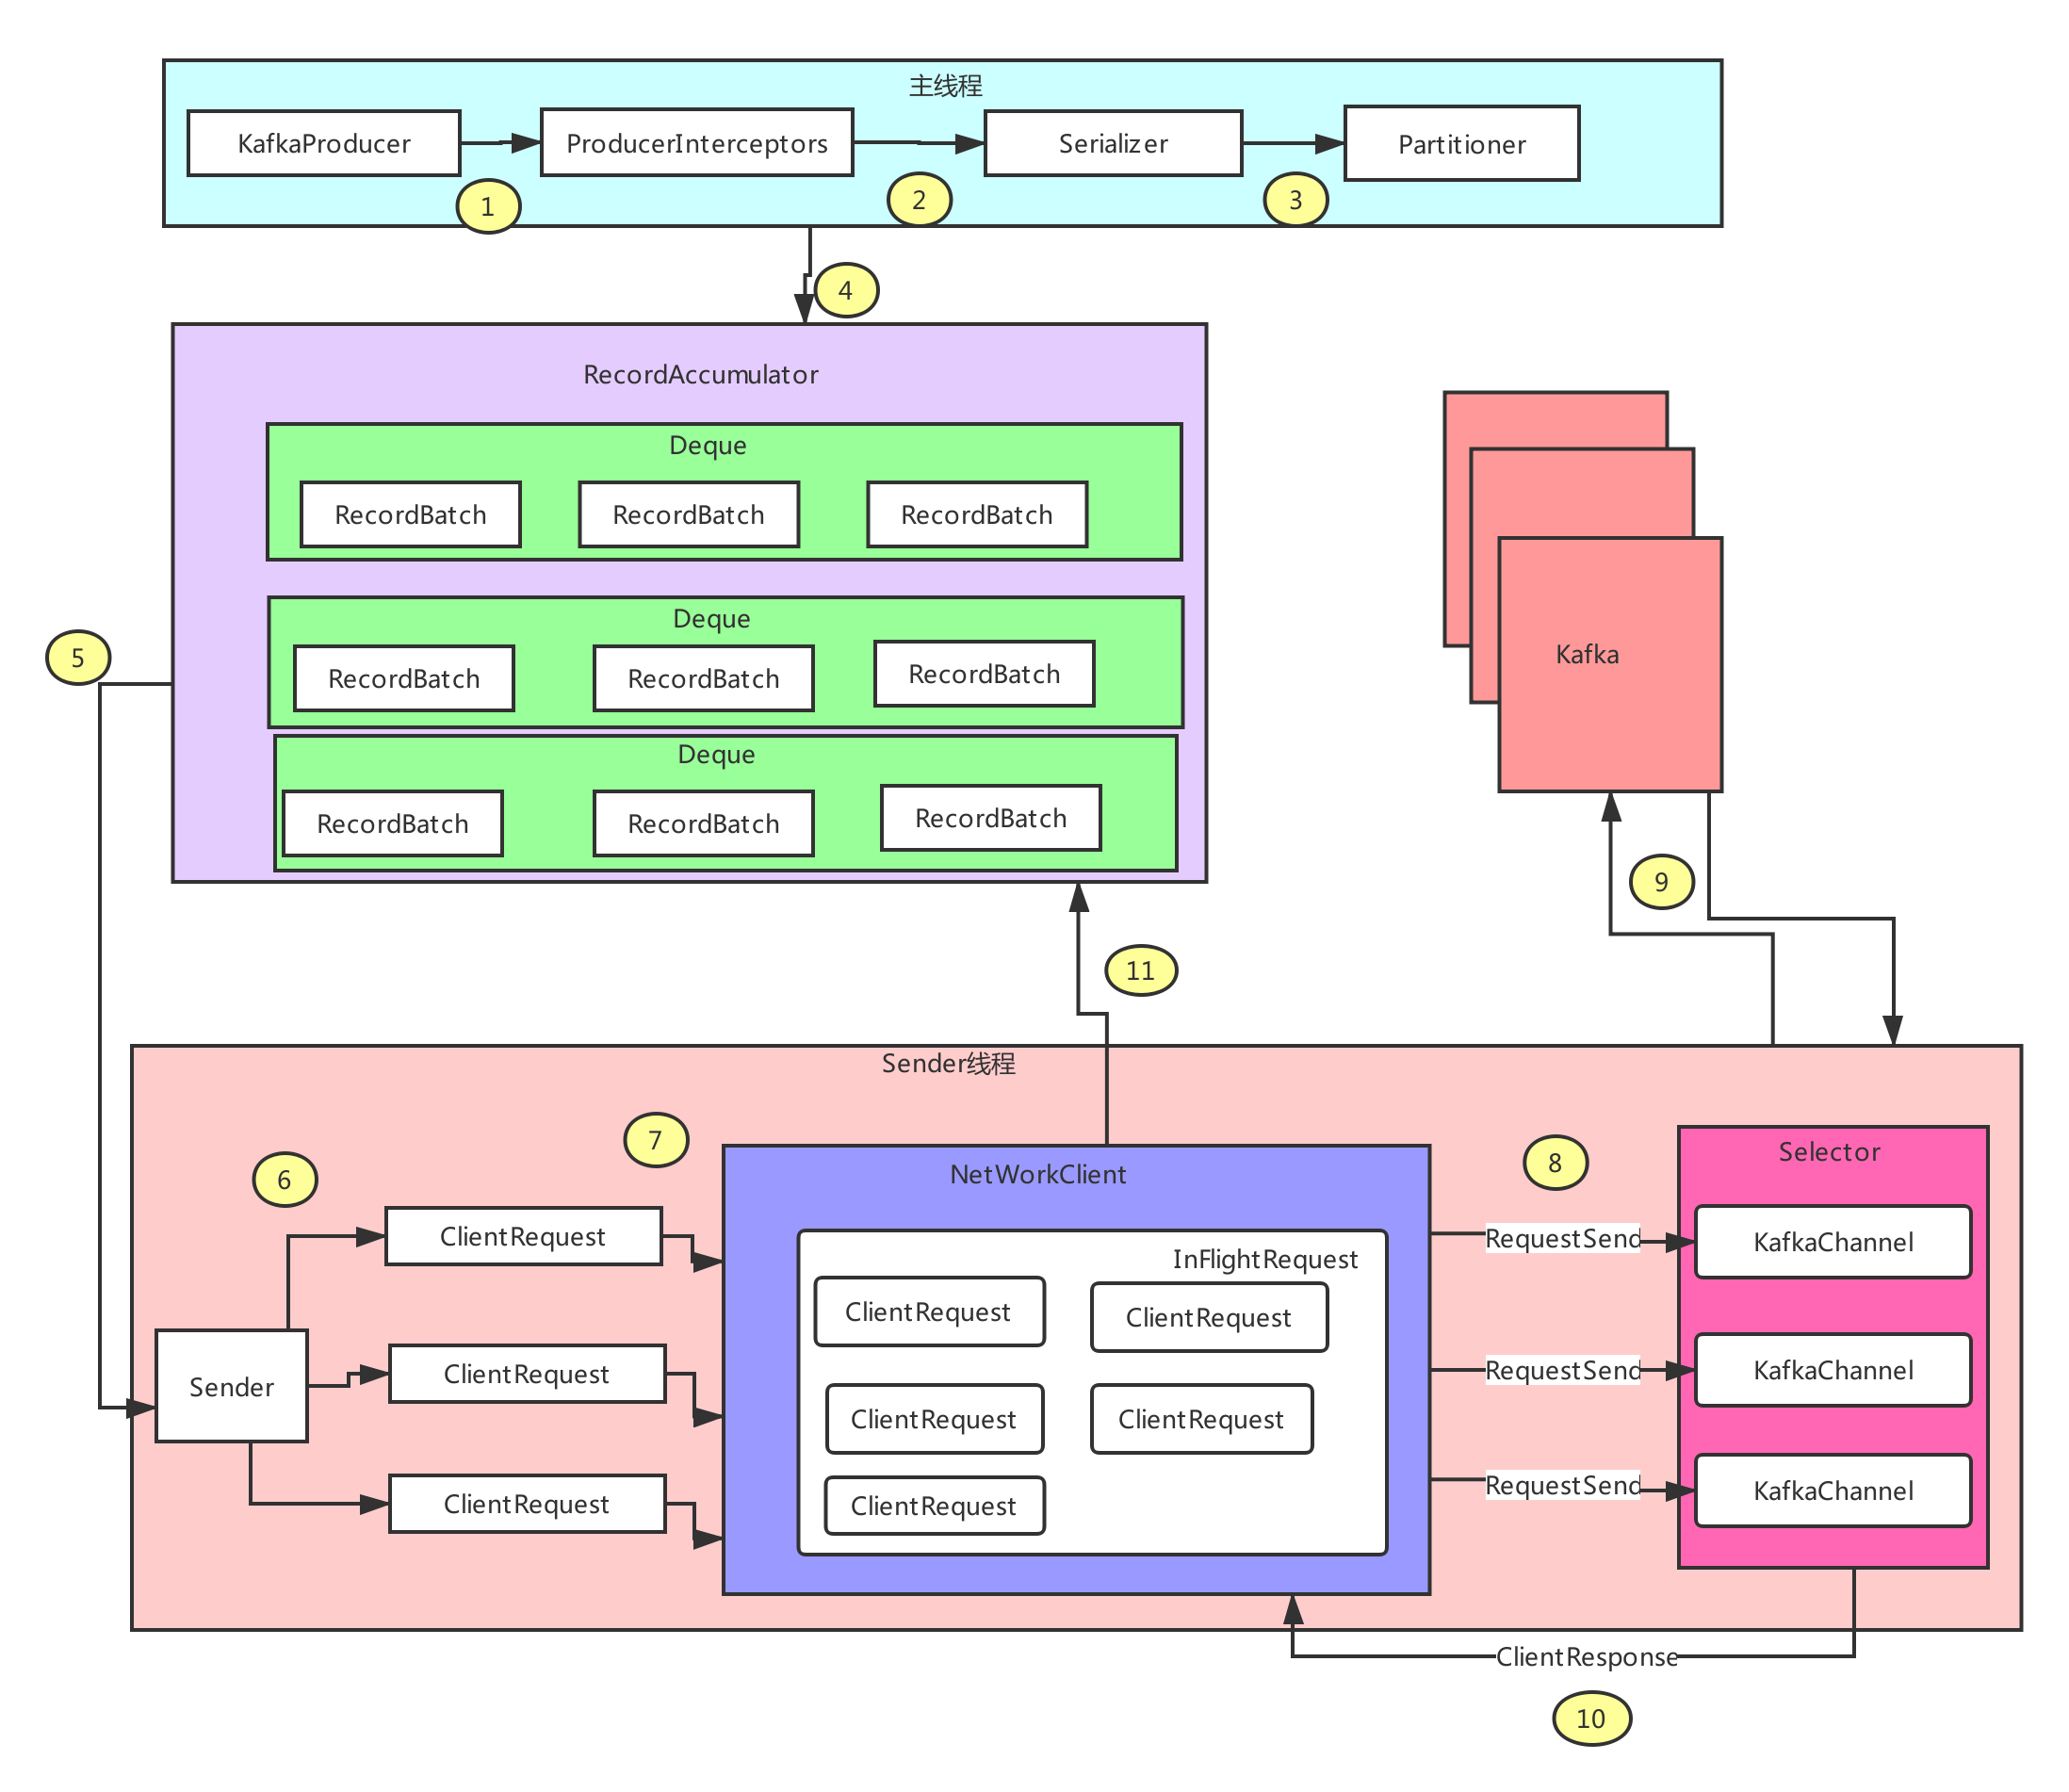 主线程
KafkaProducer
ProducerInterceptors
Serializer
Partitioner
1
2
3
4
RecordAccumulator
Deque
RecordBatch
RecordBatch
RecordBatch
Deque
RecordBatch
RecordBatch
RecordBatch
Deque
RecordBatch
RecordBatch
RecordBatch
5
Kafka
9
11
Sender线程
6
7
8
Sender
ClientRequest
ClientRequest
ClientRequest
NetWorkClient
InFlightRequest
ClientRequest
ClientRequest
ClientRequest
ClientRequest
ClientRequest
RequestSend
RequestSend
RequestSend
Selector
KafkaChannel
KafkaChannel
KafkaChannel
ClientResponse
10